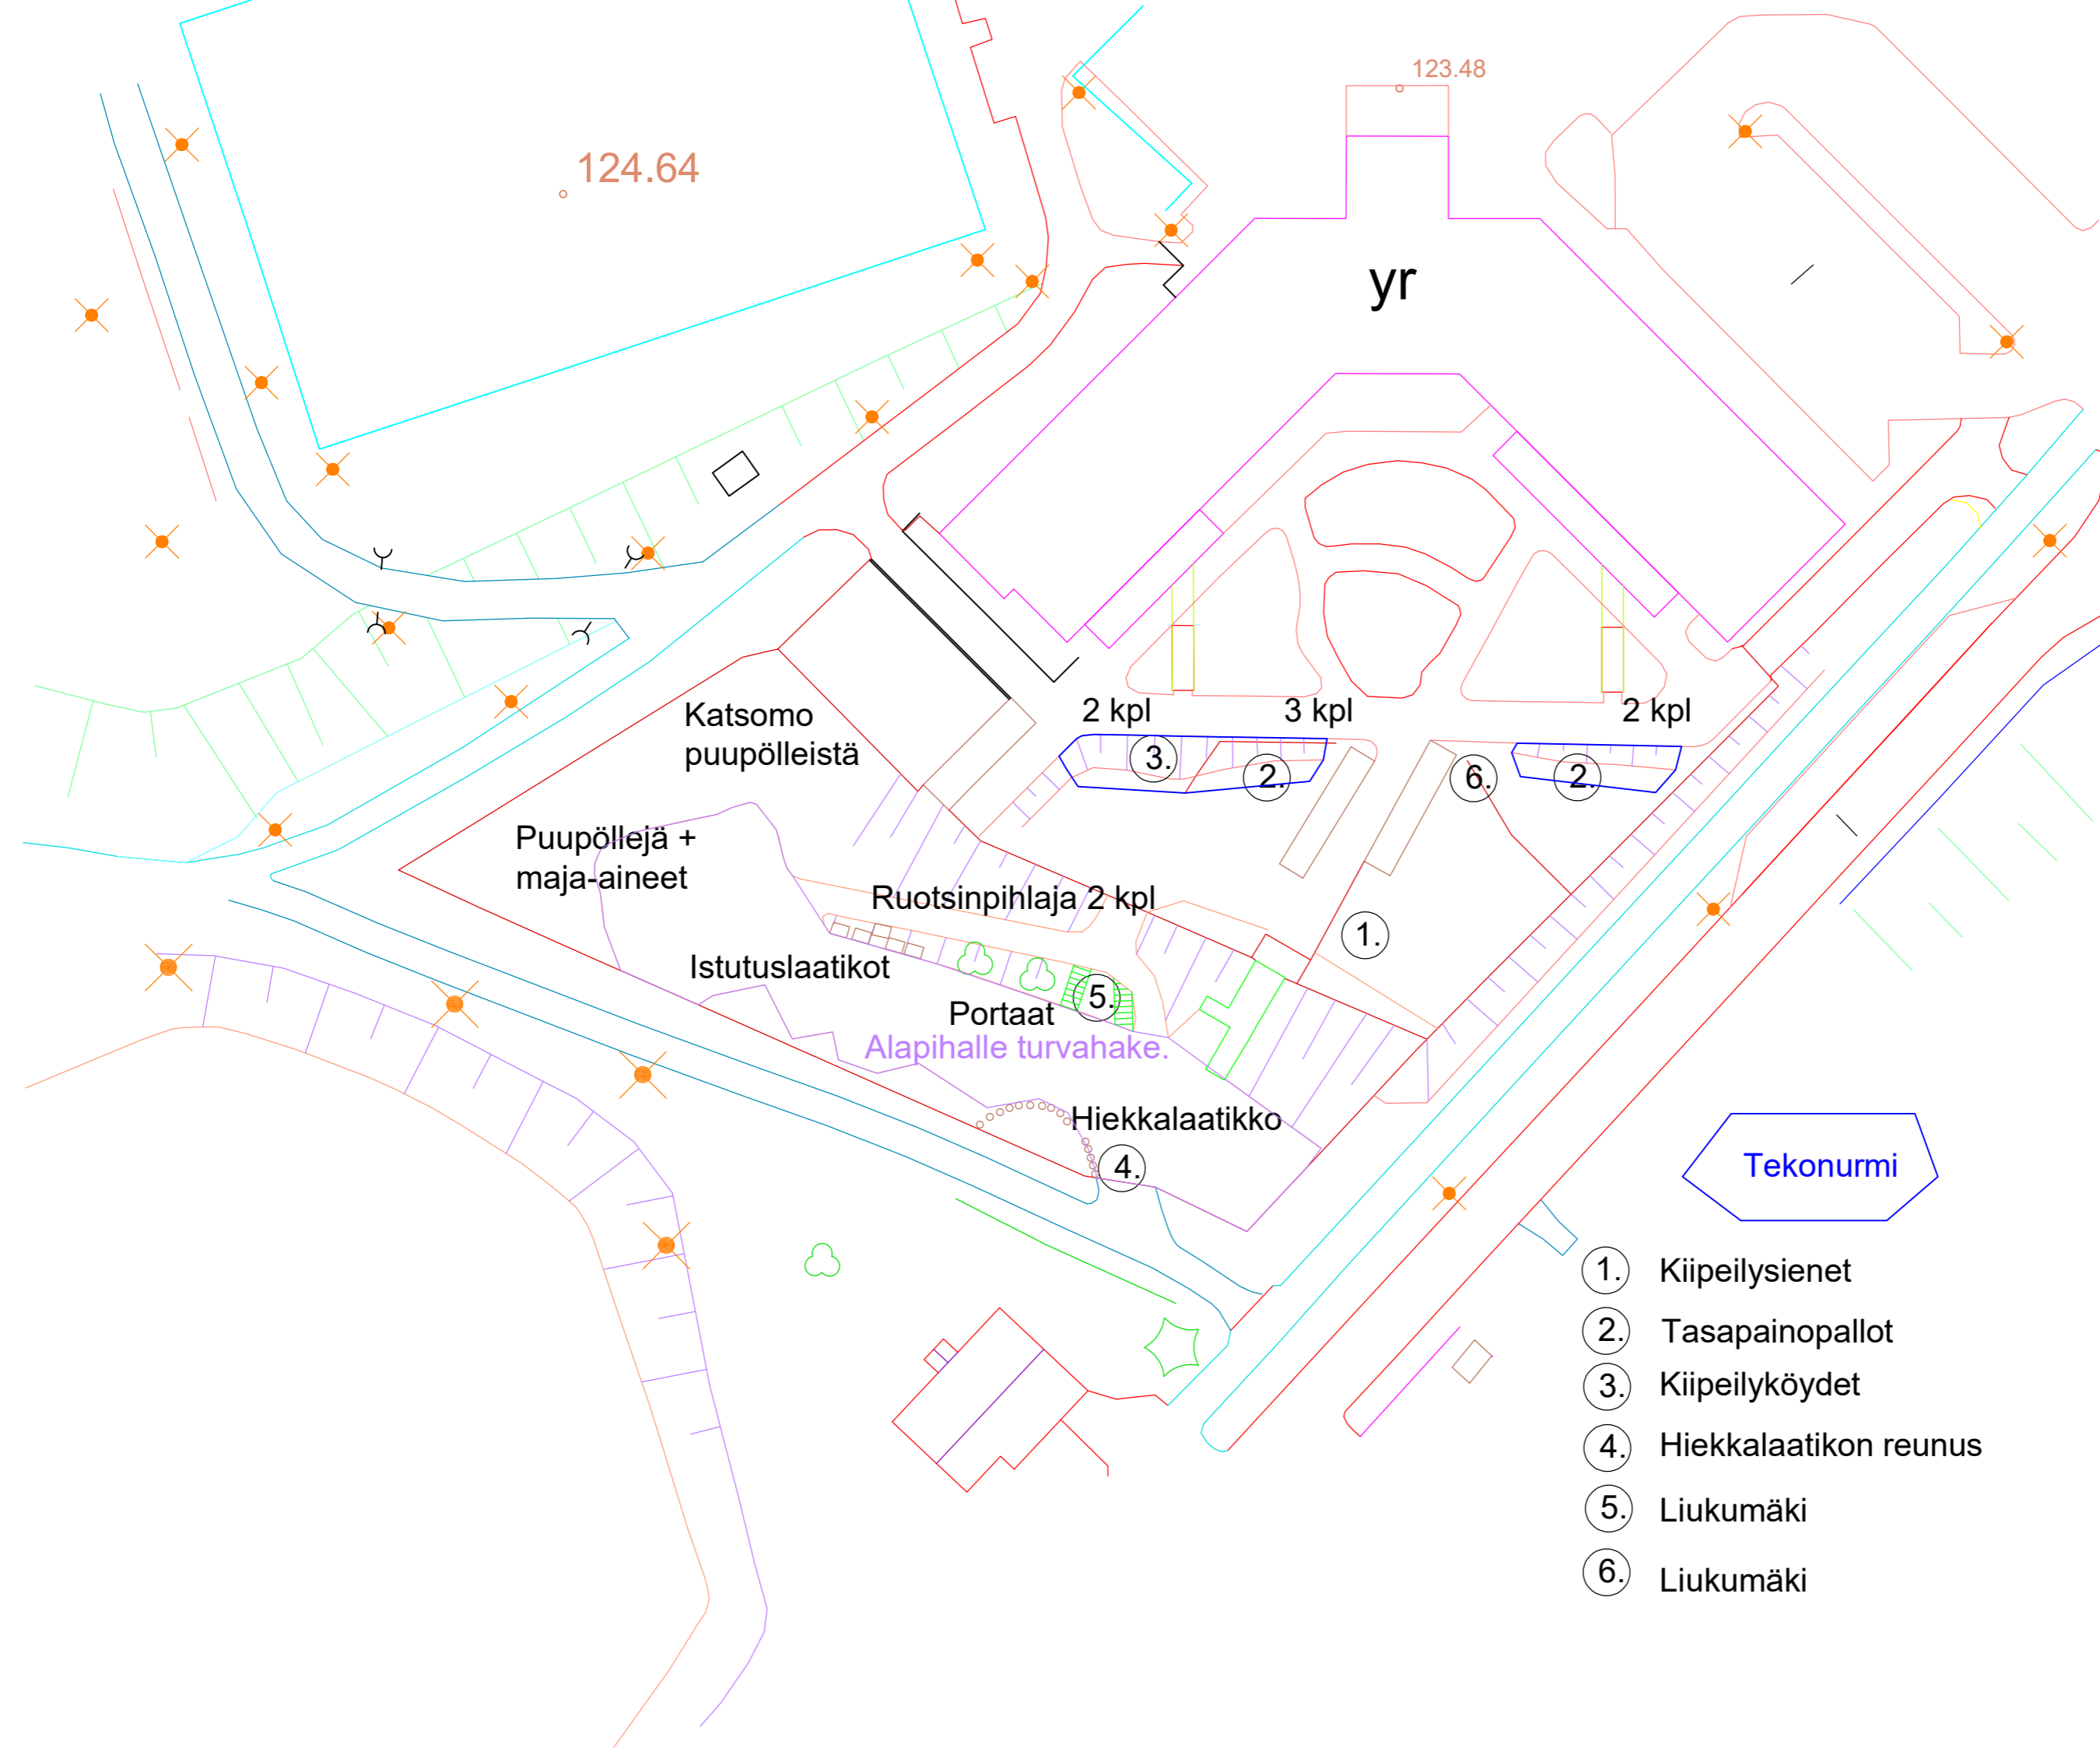 123.48
124.64
yr
2 kpl
3 kpl
2 kpl
Katsomo
puupölleistä
3.
2.
6.
2.
Puupöllejä +
maja-aineet
Ruotsinpihlaja 2 kpl
1.
Istutuslaatikot
5.
Portaat
Alapihalle turvahake.
Hiekkalaatikko
4.
Tekonurmi
1. Kiipeilysienet
2. Tasapainopallot
3. Kiipeilyköydet
4. Hiekkalaatikon reunus
5. Liukumäki
6. Liukumäki